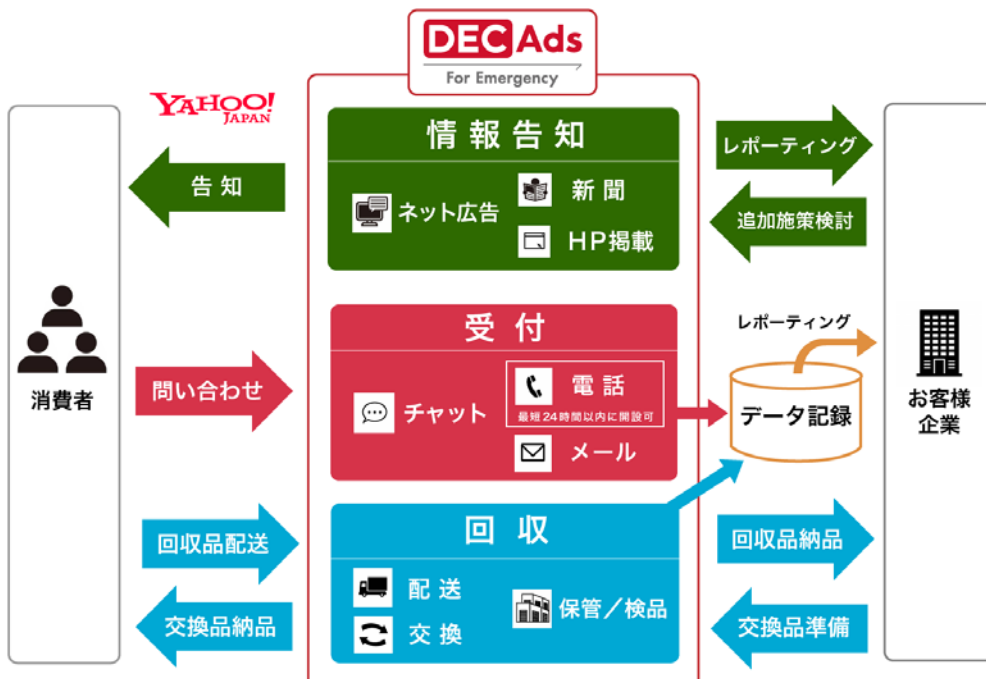 DEC Ads
For Emergency
YAHOO!
JAPAN
情報告知
ネット広告
新聞
HP掲載
告知
レポーティング
追加施策検討
消費者
お客様
企業
受付
チャット
電話
最短24時間以内に開設可
メール
問い合わせ
レポーティング
データ記録
回収
配送
交換
保管／検品
回収品配送
交換品納品
回収品納品
交換品準備